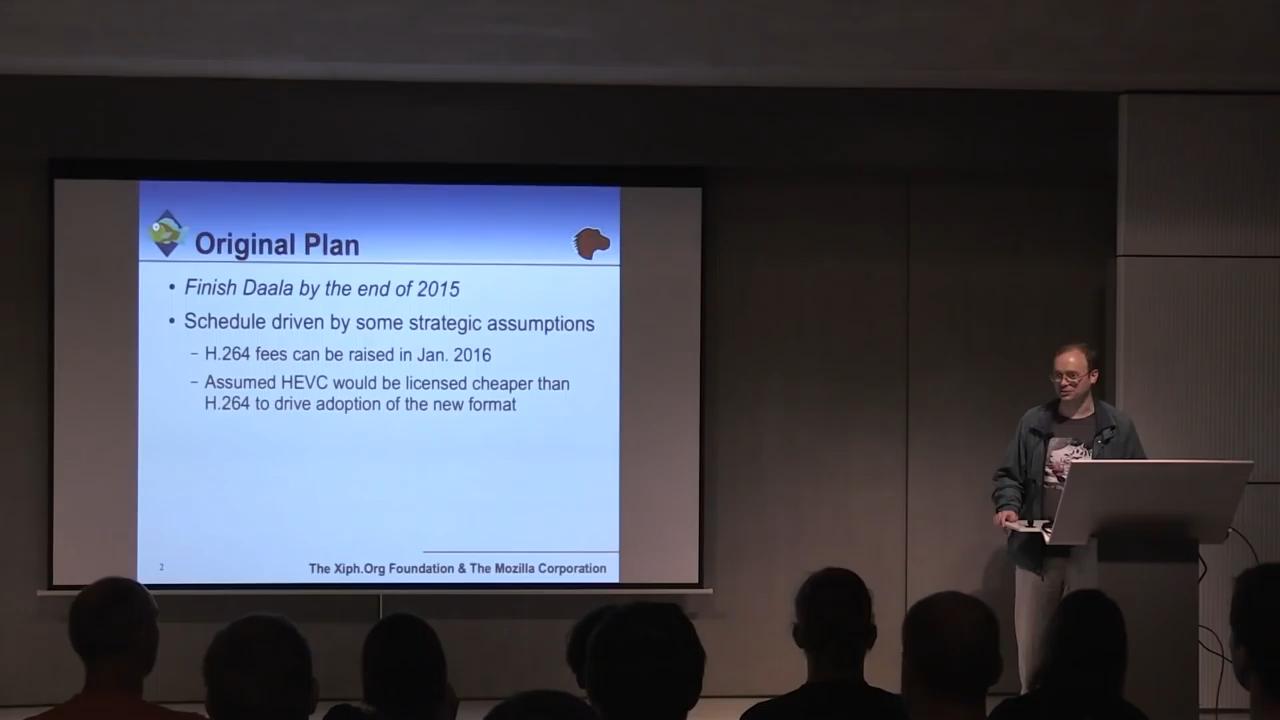 Original Plan
• Finish Daala by the end of 2015
• Schedule driven by some strategic assumptions
– H.264 fees can be raised in Jan. 2016
– Assumed HEVC would be licensed cheaper than
H.264 to drive adoption of the new format
2
The Xiph.Org Foundation & The Mozilla Corporation